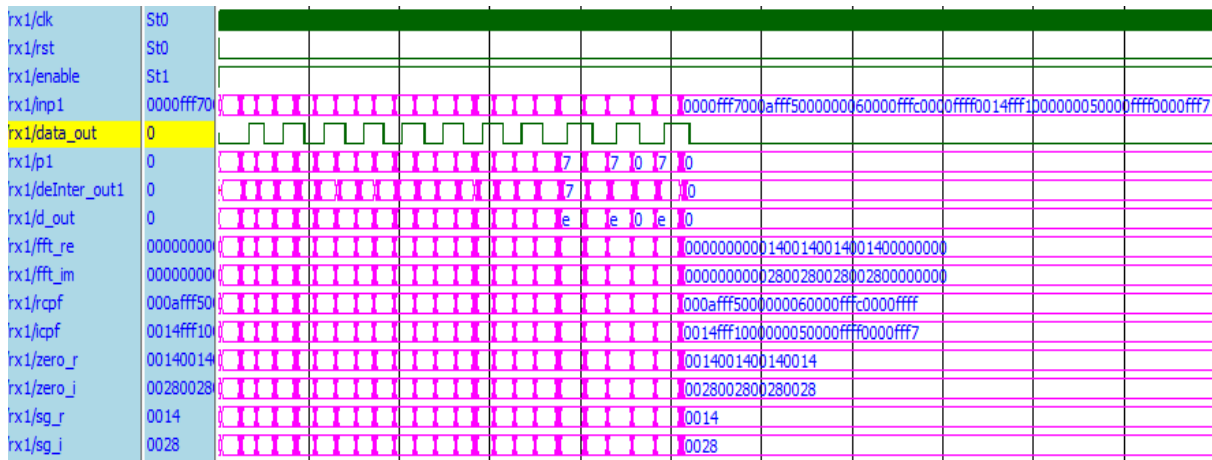 /rx1/clk St0
/rx1/rst St0
/rx1/enable St1
/rx1/inp1 0000fff70 0000fff7000afff5000000060000fffc0000ffff0014fff1000000050000ffff0000fff7
/rx1/data_out 0
/rx1/p1 0 7 7 0 7 0
/rx1/deInter_out1 0 7 0
/rx1/d_out 0 e e 0 e 0
/rx1/fft_re 000000000 00000000001400140014001400000000
/rx1/fft_im 000000000 00000000002800280028002800000000
/rx1/rcpf 000afff50 000afff5000000060000fffc0000ffff
/rx1/icpf 0014fff10 0014fff1000000050000ffff0000fff7
/rx1/zero_r 00140014 0014001400140014
/rx1/zero_i 00280028 0028002800280028
/rx1/sg_r 0014 0014
/rx1/sg_i 0028 0028